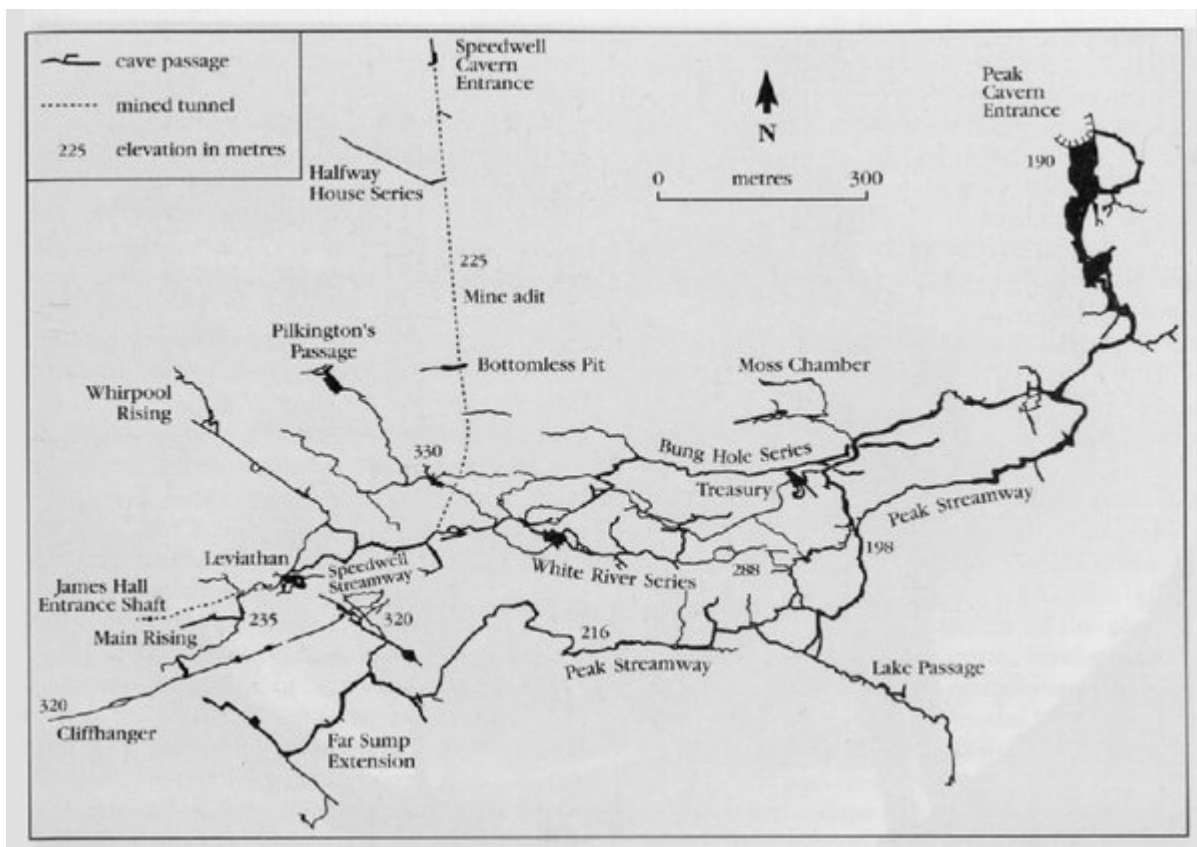 cave passage
mined tunnel
225 elevation in metres
Speedwell
Cavern
Entrance
Peak
Cavern
Entrance
N
190
0 metres 300
Halfway
House Series
225
Mine adit
Pilkington's
Passage
Bottomless Pit
Moss Chamber
Whirpool
Rising
330
Bung Hole Series
Treasury
Peak Streamway
198
Leviathan
Speedwell
Streamway
White River Series
288
James Hall
Entrance Shaft
Main Rising
235
320
216
Peak Streamway
Lake Passage
320
Cliffhanger
Far Sump
Extension